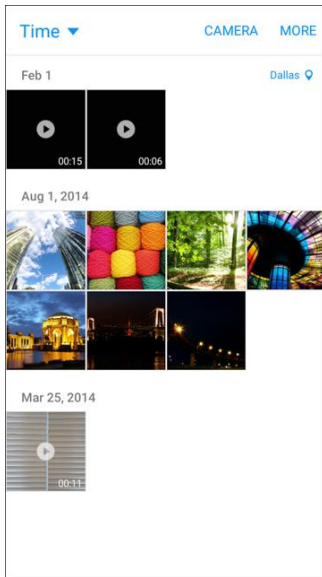 Time CAMERA MORE
Feb 1 Dallas
00:15 00:06
Aug 1, 2014
Mar 25, 2014
00:11